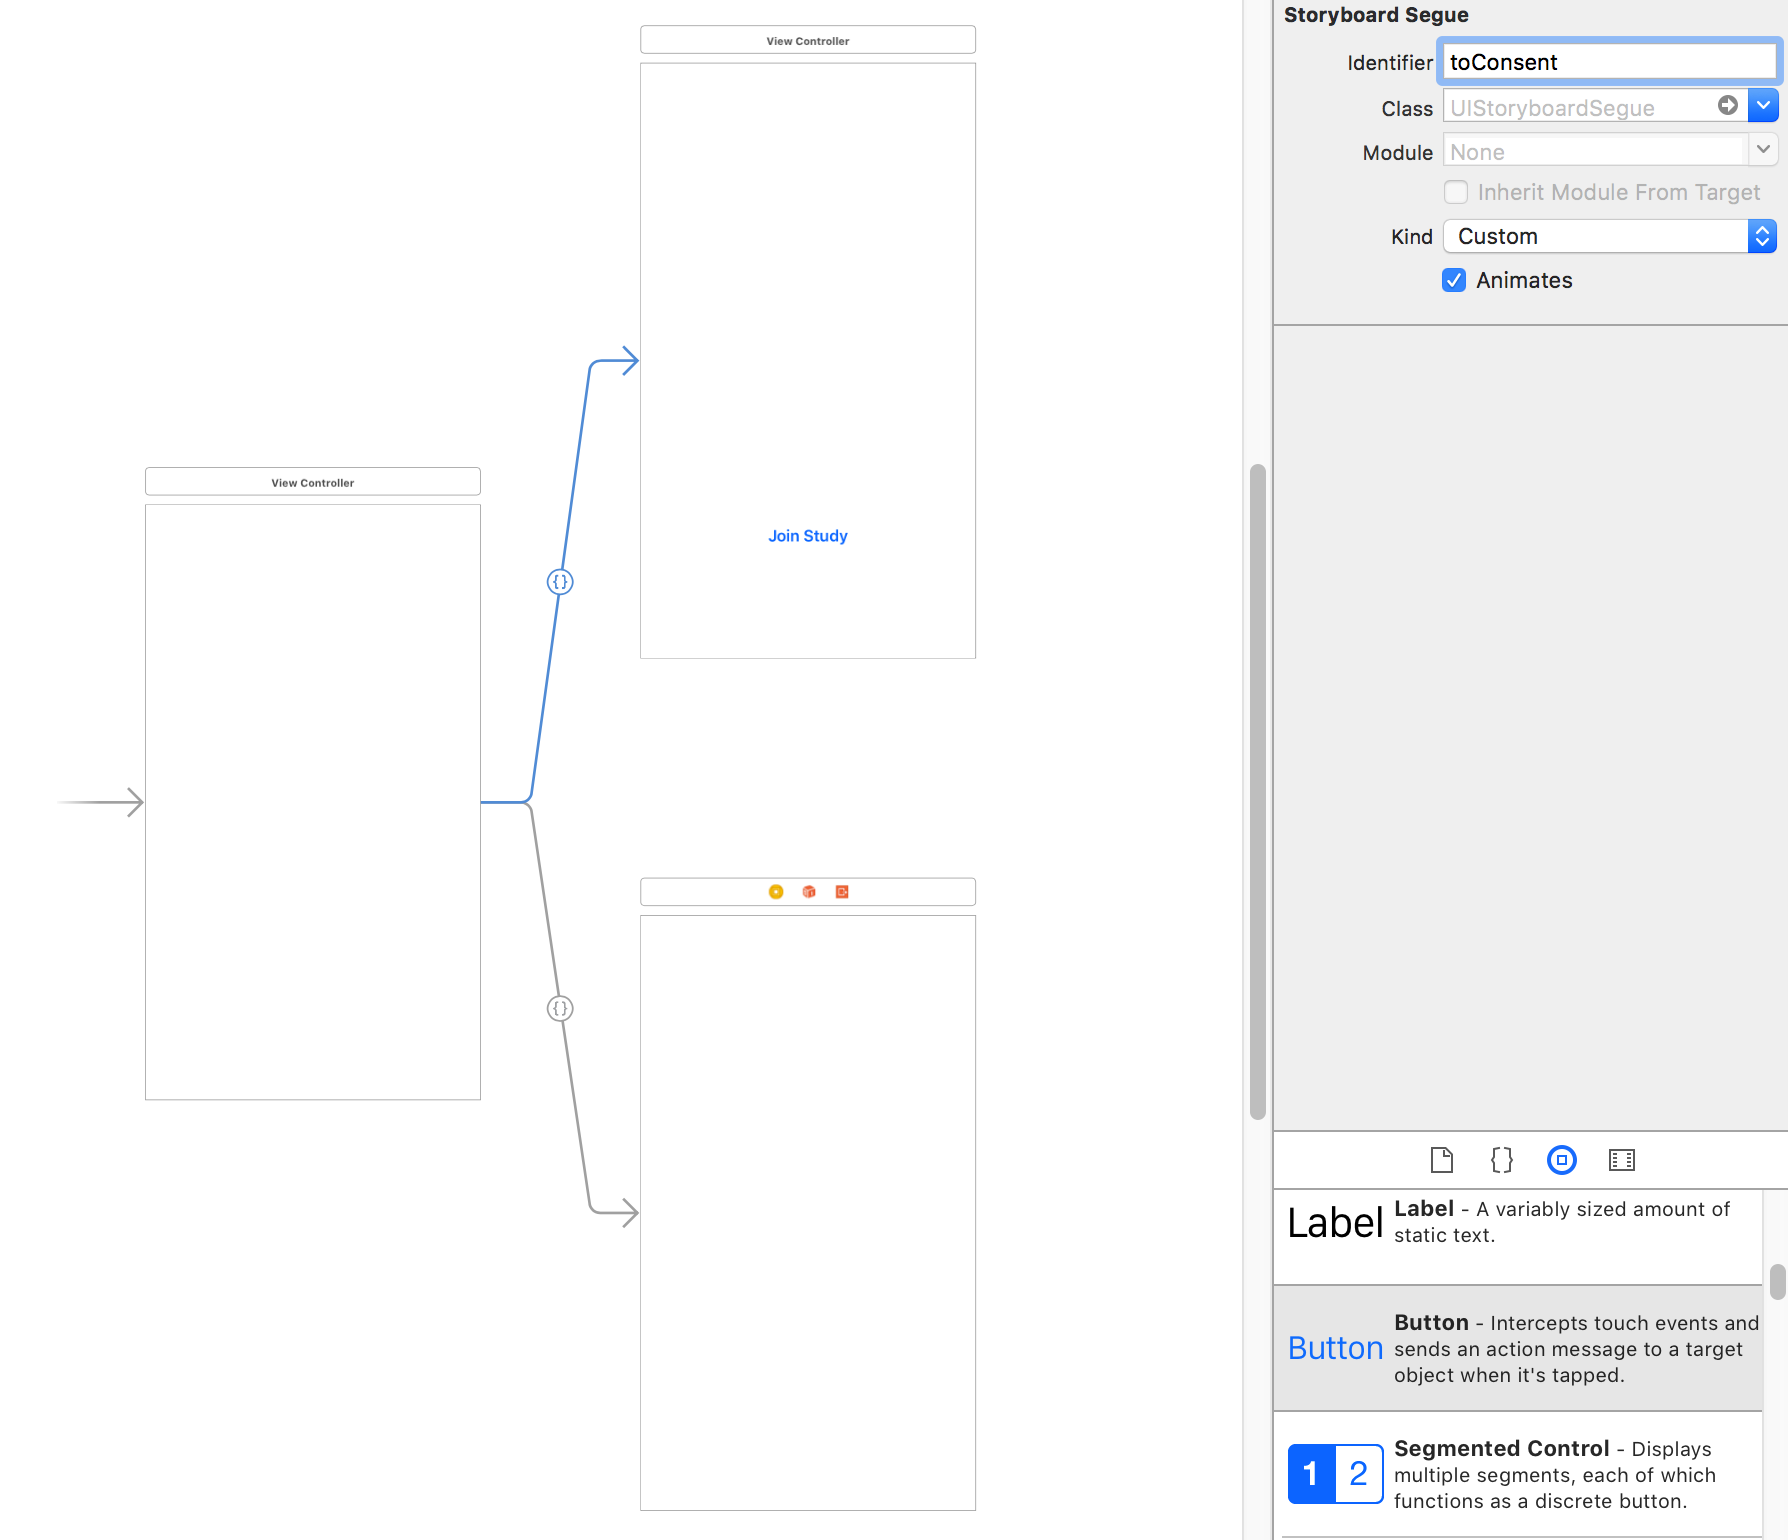 View Controller
Join Study
View Controller
{}
{}
Storyboard Segue
Identifier toConsent
Class UIStoryboardSegue
Module None
Inherit Module From Target
Kind Custom
Animates
{}
Label
Label - A variably sized amount of
static text.
Button
Button - Intercepts touch events and
sends an action message to a target
object when it's tapped.
1 2
Segmented Control - Displays
multiple segments, each of which
functions as a discrete button.